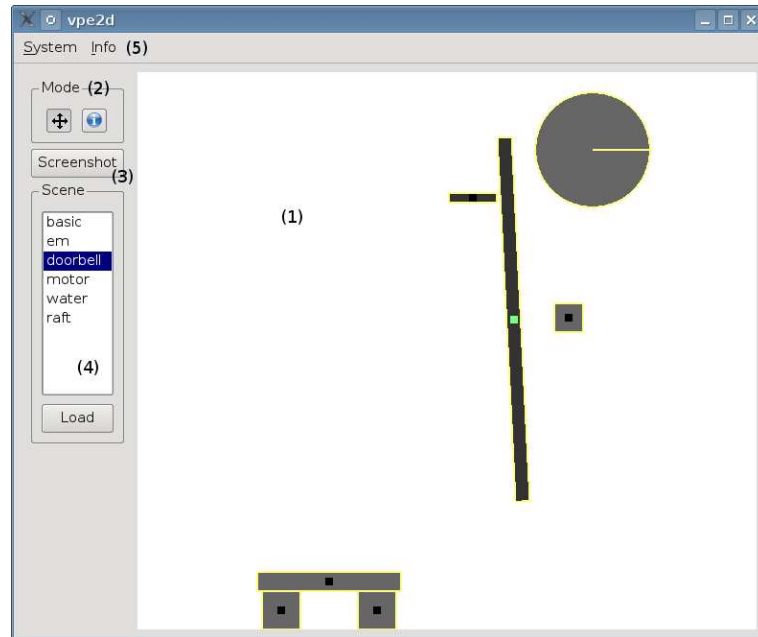 vpe2d
System Info (5)
Mode (2)
Screenshot
(3)
Scene
basic
em
doorbell
motor
water
raft
(4)
Load
(1)